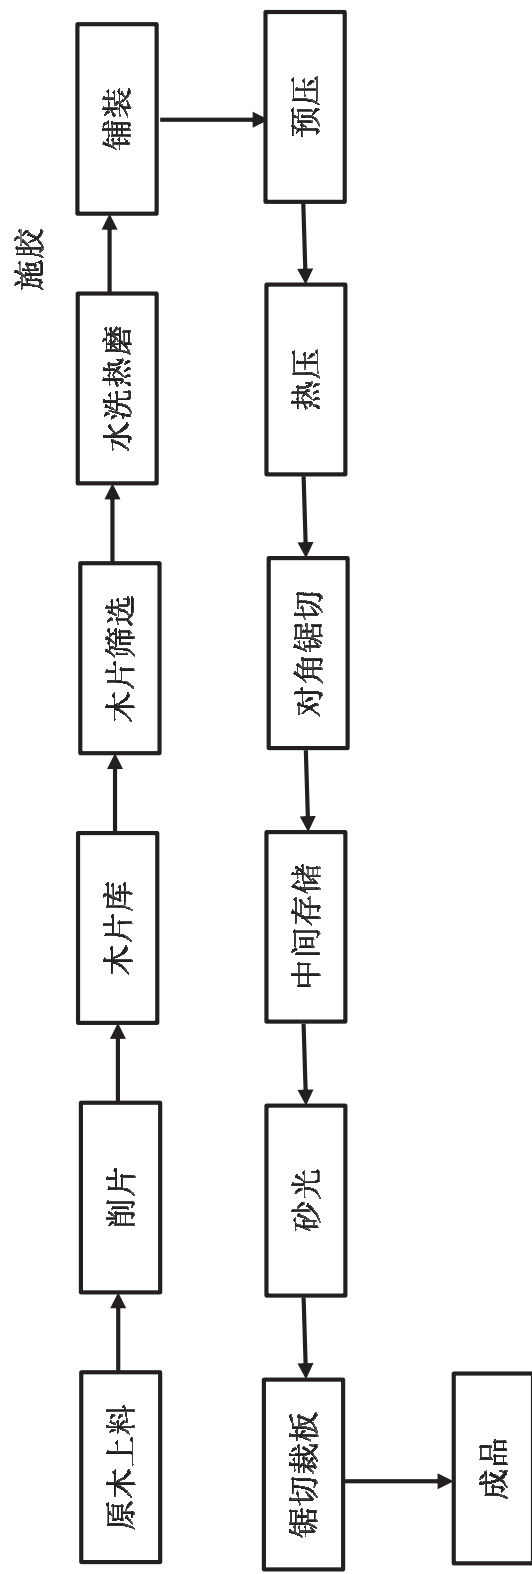 原木上料
削片
木片库
木片筛选
水洗热磨
施胶
铺装
预压
热压
对角锯切
中间存储
砂光
锯切裁板
成品